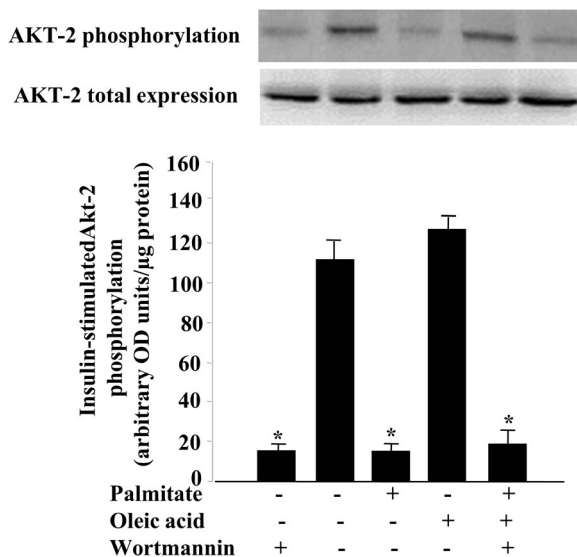 AKT-2 phosphorylation
AKT-2 total expression
Insulin-stimulatedAkt-2
phosphorylation
(arbitrary OD units/µg protein)
160
120
100
80
60
40
20
0
* * *
Palmitate - - + - +
Oleic acid - - - + +
Wortmannin + - - - +